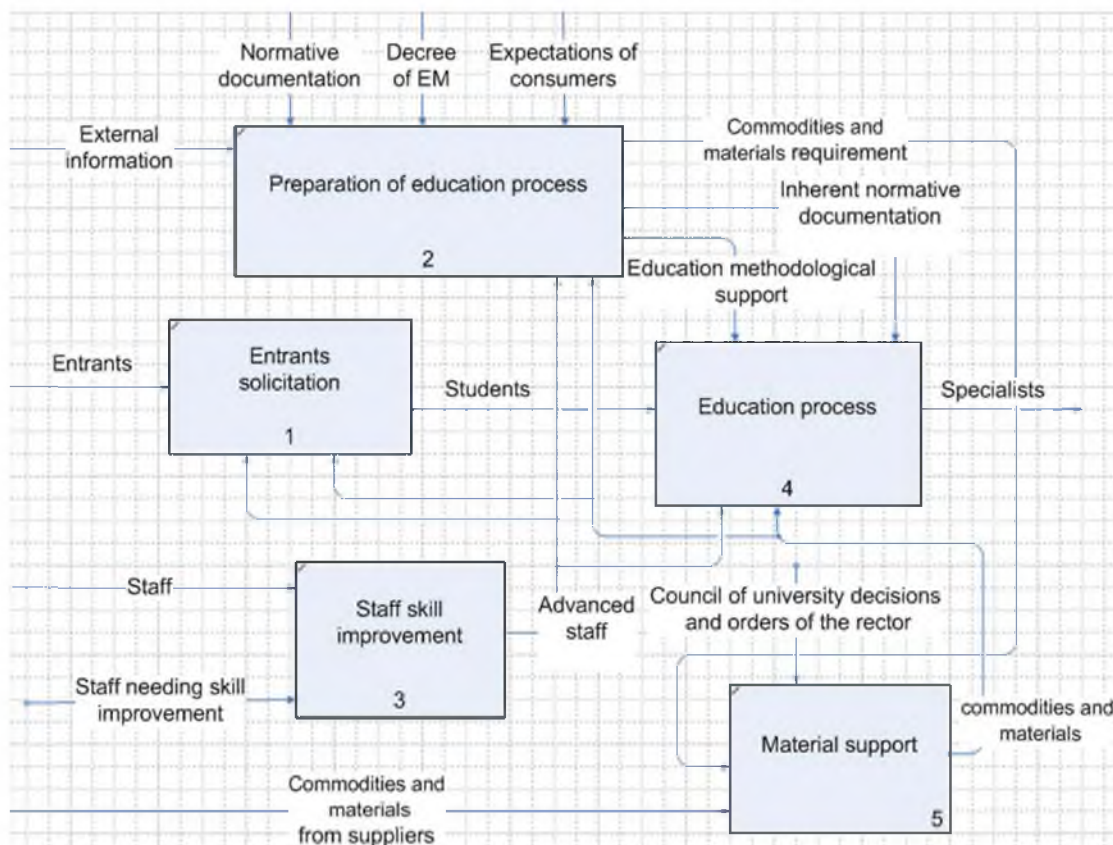 Normative
documentation
Decree
of EM
Expectations of
consumers
External
information
Commodities and
materials requirement
Preparation of education process
2
Inherent normative
documentation
Education methodological
support
Entrants
Entrants
solicitation
1
Students
Education process
4
Specialists
Staff
Staff skill
improvement
3
Advanced
staff
Council of university decisions
and orders of the rector
Staff needing skill
improvement
Material support
5
commodities and
materials
Commodities and
materials
from suppliers